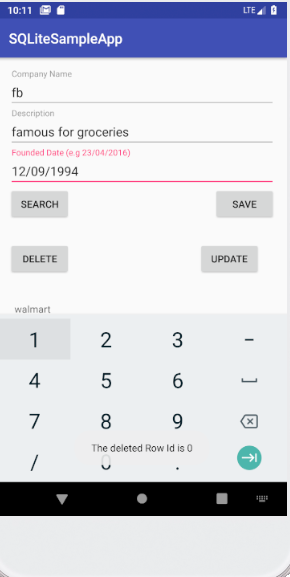 10:11 LTE
SQLiteSampleApp
Company Name
fb
Description
famous for groceries
Founded Date (e.g 23/04/2016)
12/09/1994
SEARCH SAVE
DELETE UPDATE
walmart
1 2 3 -
4 5 6
7 8 9
The deleted Row Id is 0
/ 0 .